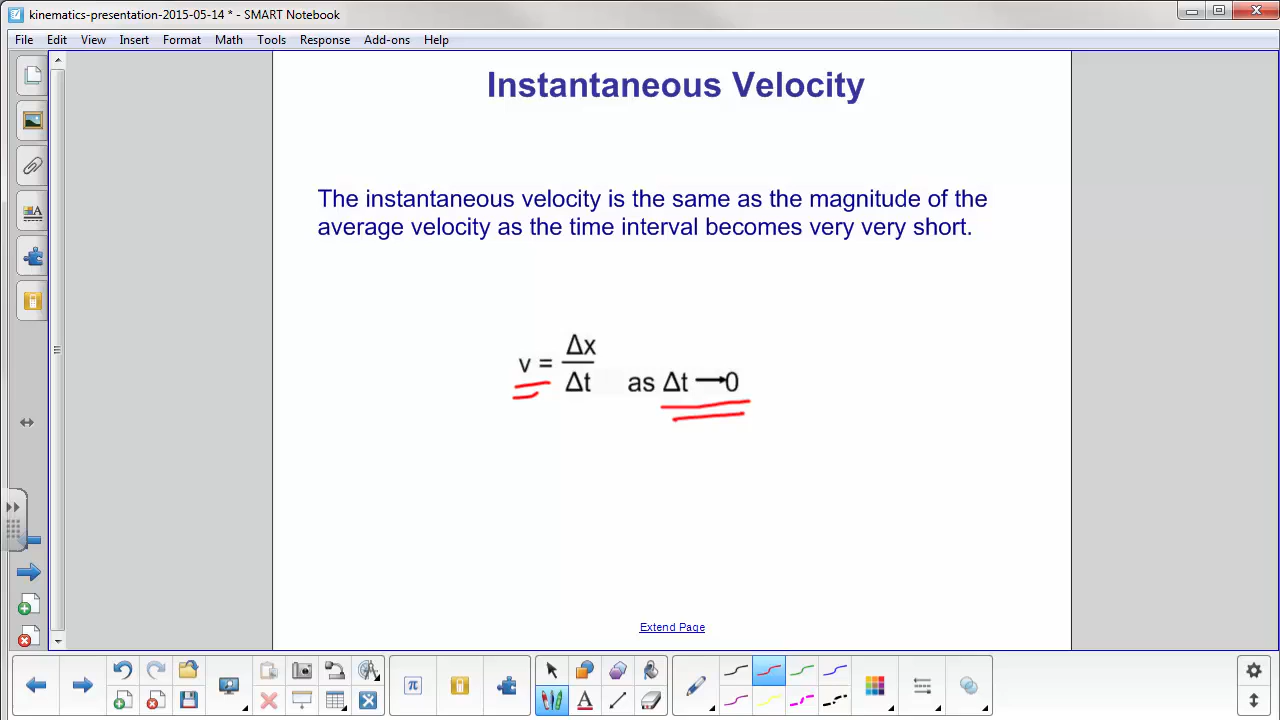 kinematics-presentation-2015-05-14 * - SMART Notebook
File Edit View Insert Format Math Tools Response Add-ons Help
Instantaneous Velocity
The instantaneous velocity is the same as the magnitude of the
average velocity as the time interval becomes very very short.
v = Δx/Δt as Δt → 0
Extend Page